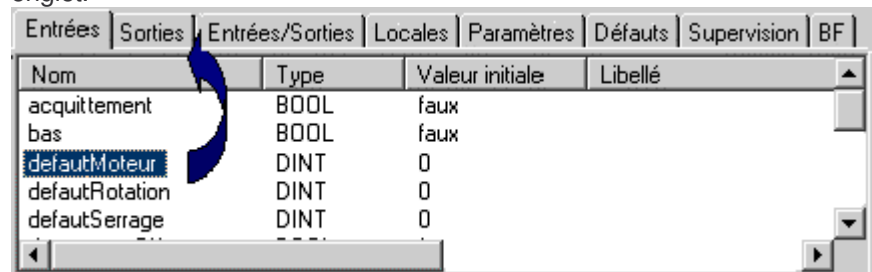 onglet.
Entrées Sorties Entrées/Sorties Locales Paramètres Défauts Supervision BF
Nom Type Valeur initiale Libellé
acquittement BOOL faux
bas BOOL faux
defautMoteur DINT 0
defautRotation DINT 0
defautSerrage DINT 0